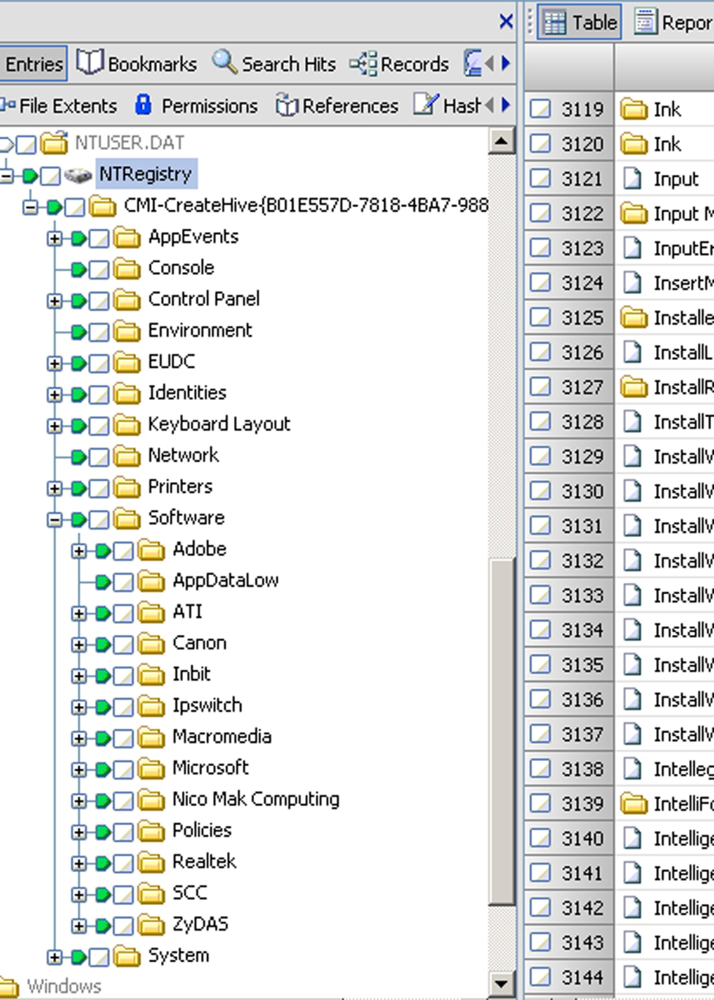 Entries Bookmarks Search Hits Records
File Extents Permissions References Hash
NTUSER.DAT
NTRegistry
CMI-CreateHive{B01E557D-7818-4BA7-988
AppEvents
Console
Control Panel
Environment
EUDC
Identities
Keyboard Layout
Network
Printers
Software
Adobe
AppDataLow
ATI
Canon
Inbit
Ipswitch
Macromedia
Microsoft
Nico Mak Computing
Policies
Realtek
SCC
ZyDAS
System
Windows
Table Repor
3119 Ink
3120 Ink
3121 Input
3122 Input M
3123 InputEr
3124 InsertM
3125 Installe
3126 InstallL
3127 InstallR
3128 InstallT
3129 InstallV
3130 InstallV
3131 InstallV
3132 InstallV
3133 InstallV
3134 InstallV
3135 InstallV
3136 InstallV
3137 InstallV
3138 Intelleg
3139 IntelliFo
3140 Intellige
3141 Intellige
3142 Intellige
3143 Intellige
3144 Intellige